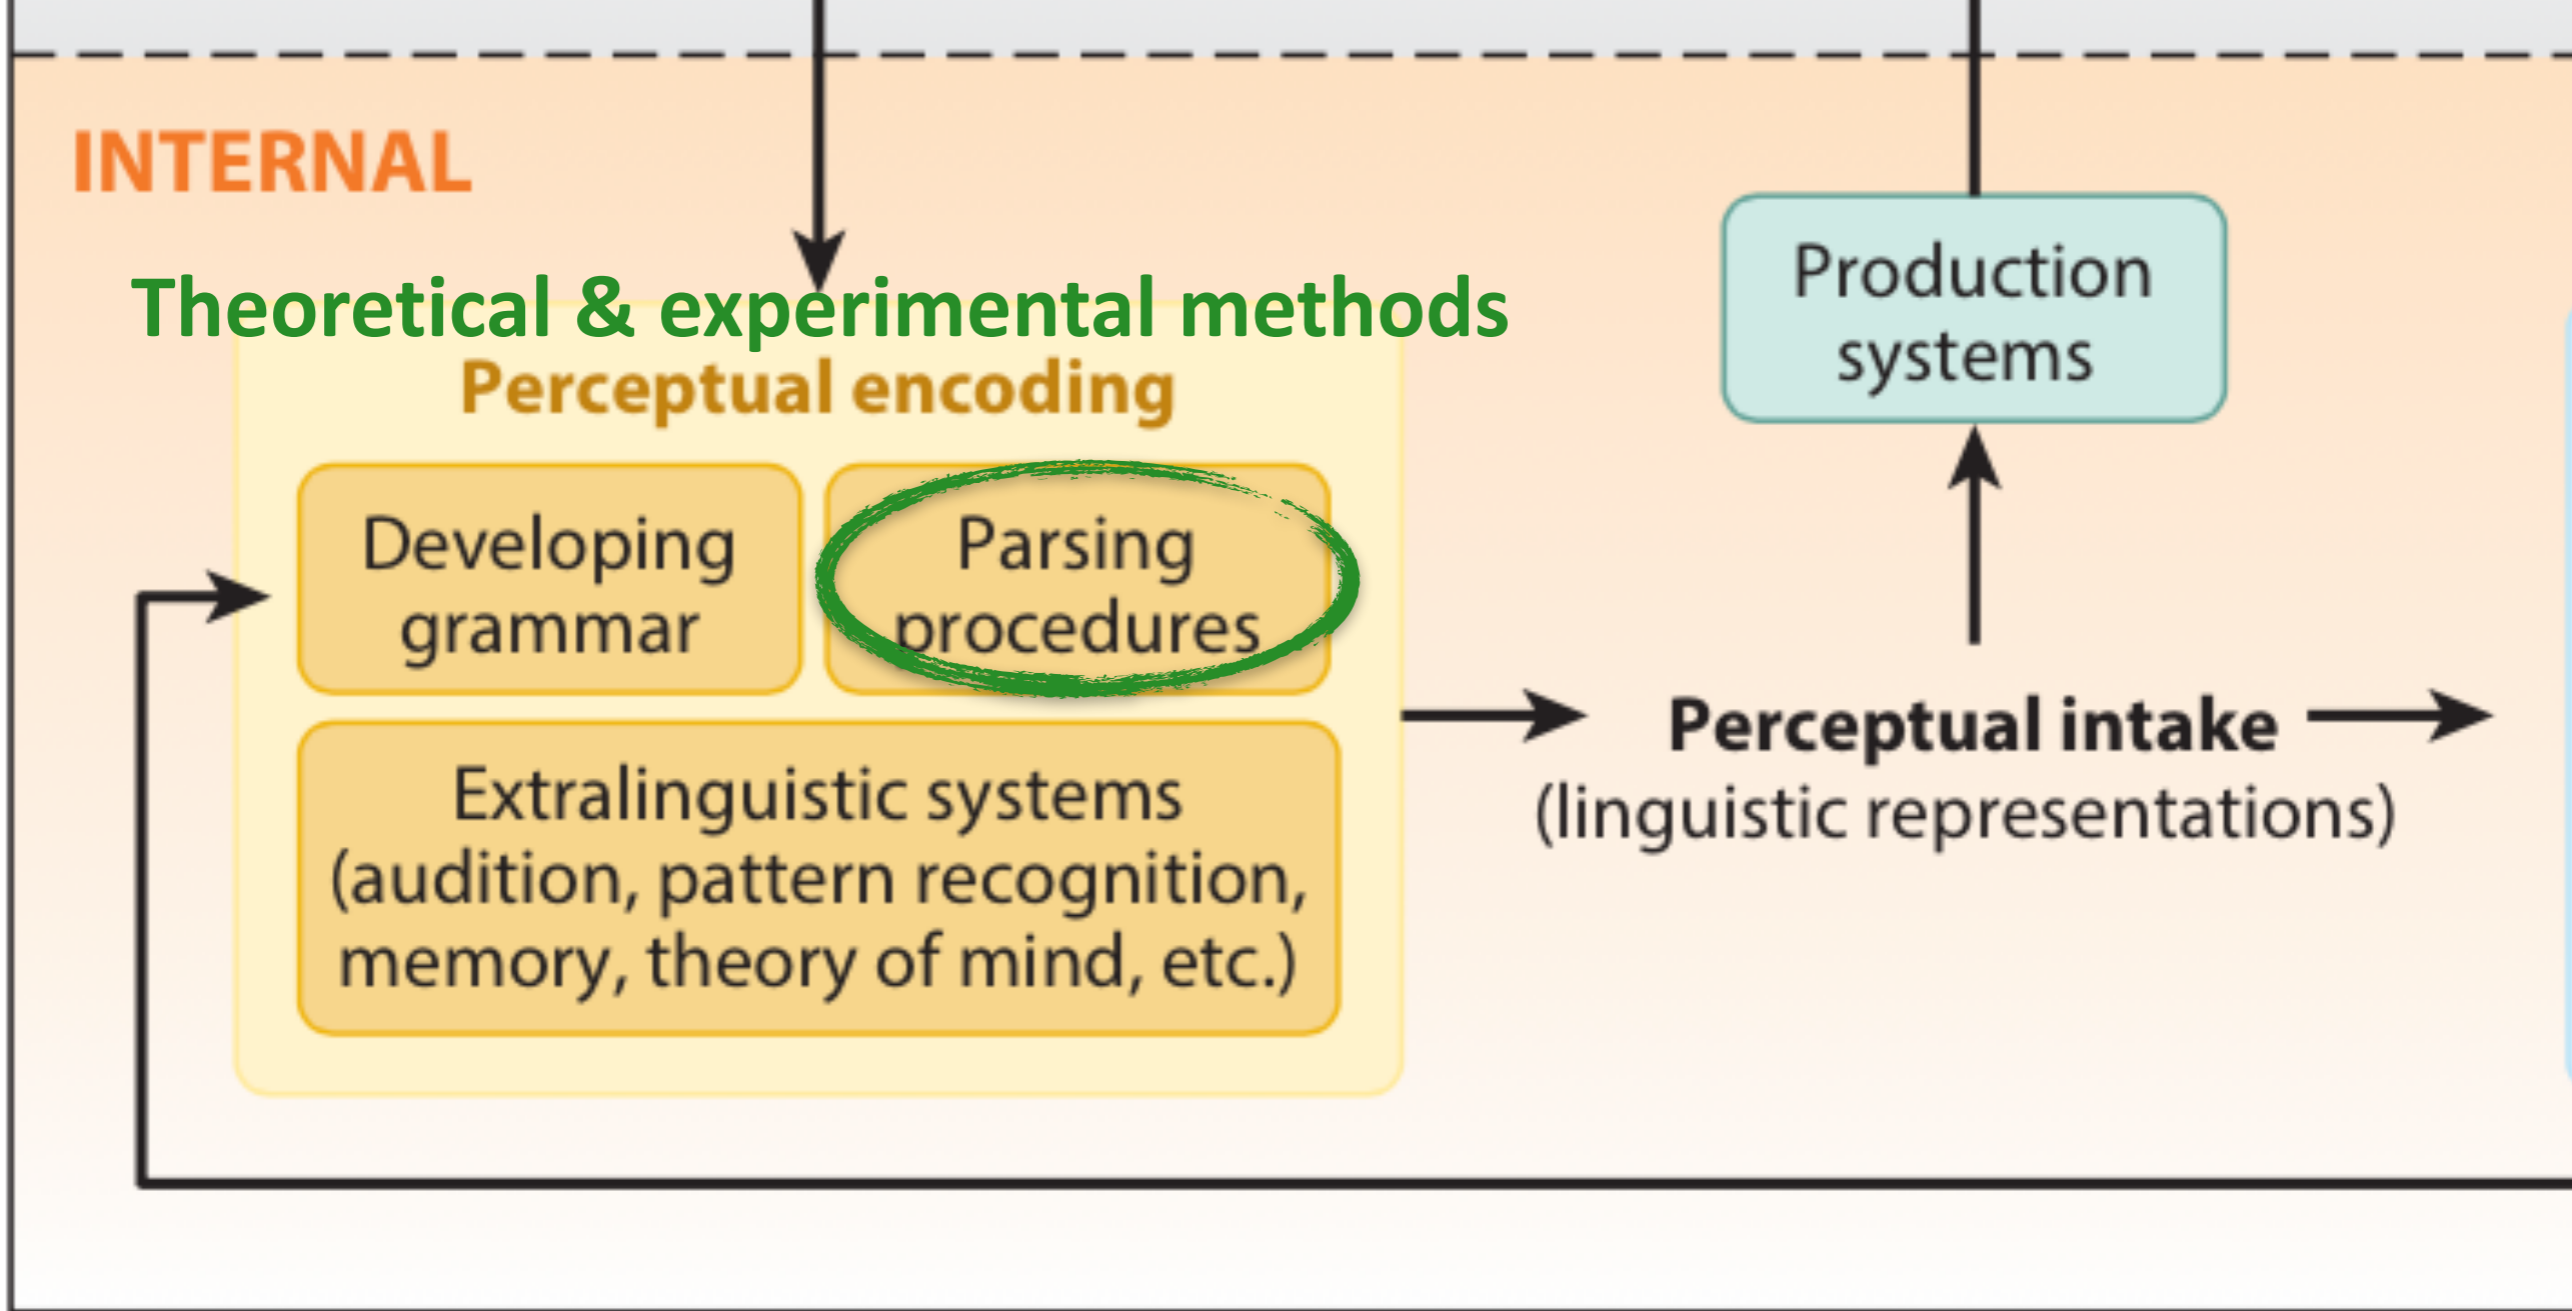 INTERNAL
Theoretical & experimental methods
Perceptual encoding
Developing
grammar
Parsing
procedures
Extralinguistic systems
(audition, pattern recognition,
memory, theory of mind, etc.)
Production
systems
Perceptual intake
(linguistic representations)